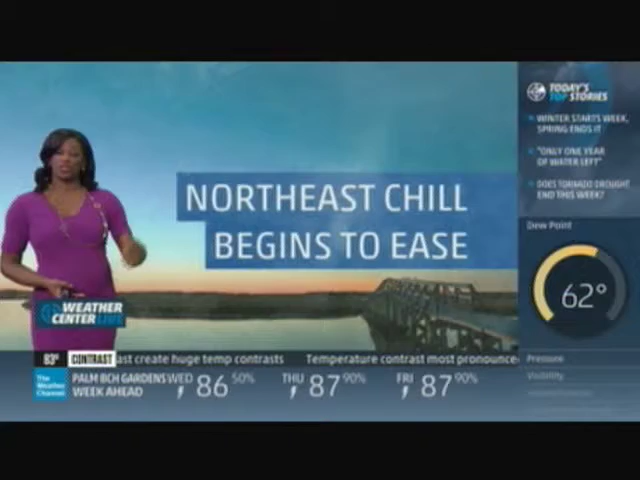 TODAY'S
TOP STORIES
WINTER STARTS WEEK,
SPRING ENDS IT
"ONLY ONE YEAR
OF WATER LEFT"
DOES TORNADO DROUGHT
END THIS WEEK?
NORTHEAST CHILL
BEGINS TO EASE
Dew Point
62°
WEATHER
CENTER LIVE
Pressure
Visibility
83° CONTRAST ast create huge temp contrasts Temperature contrast most pronounce
The Weather Channel
PALM BCH GARDENS WED 86 50% THU 87 90% FRI 87 90%
WEEK AHEAD